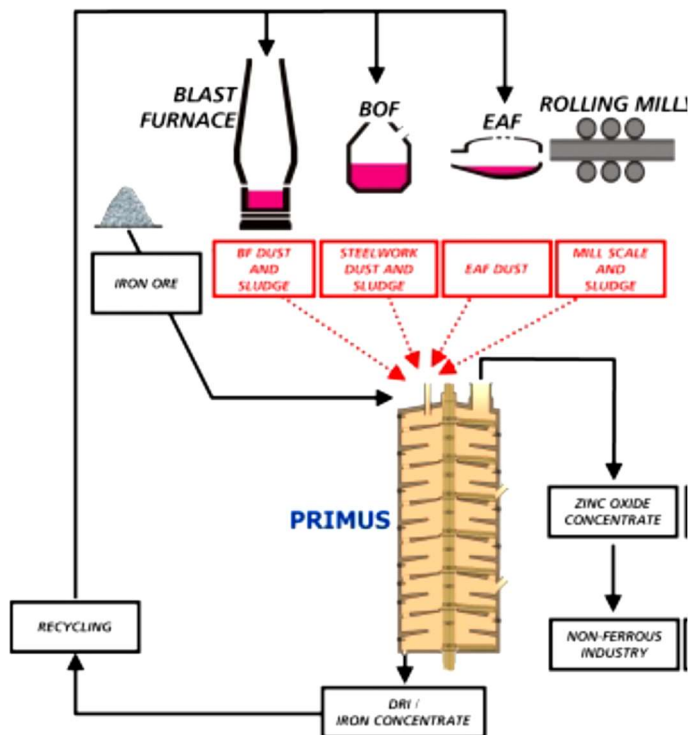 BLAST
FURNACE
BOF
EAF
ROLLING MILL
IRON ORE
BF DUST
AND
SLUDGE
STEELWORK
DUST AND
SLUDGE
EAF DUST
MILL SCALE
AND
SLUDGE
PRIMUS
ZINC OXIDE
CONCENTRATE
RECYCLING
NON-FERROUS
INDUSTRY
DRI /
IRON CONCENTRATE